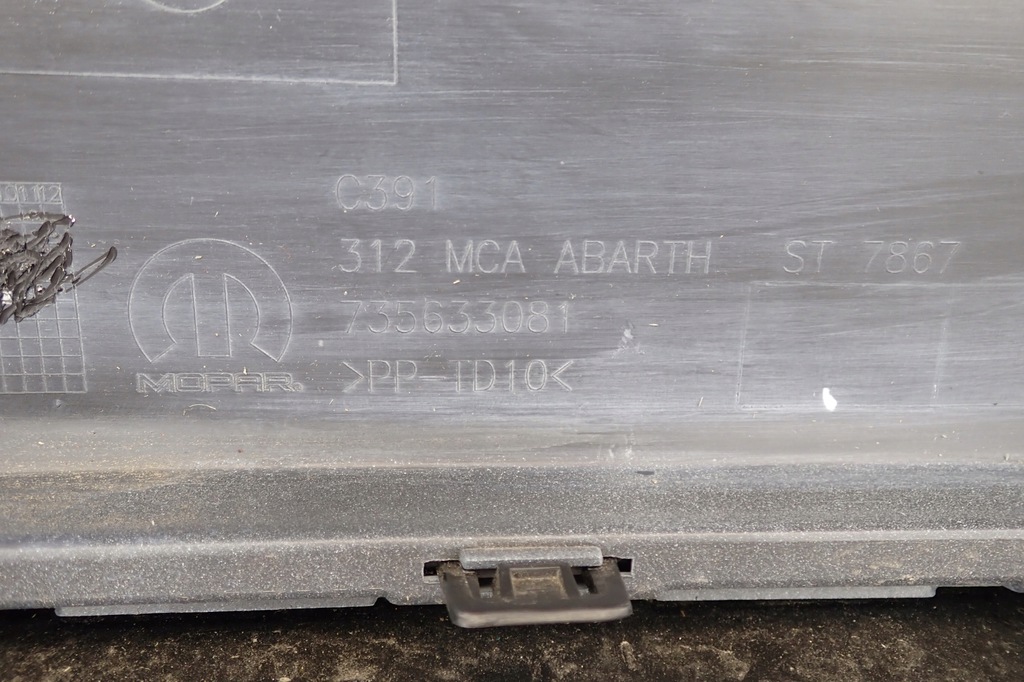 C391
312 MCA ABARTH ST 7867
735633081
>PP-TD10<
MOPAR.